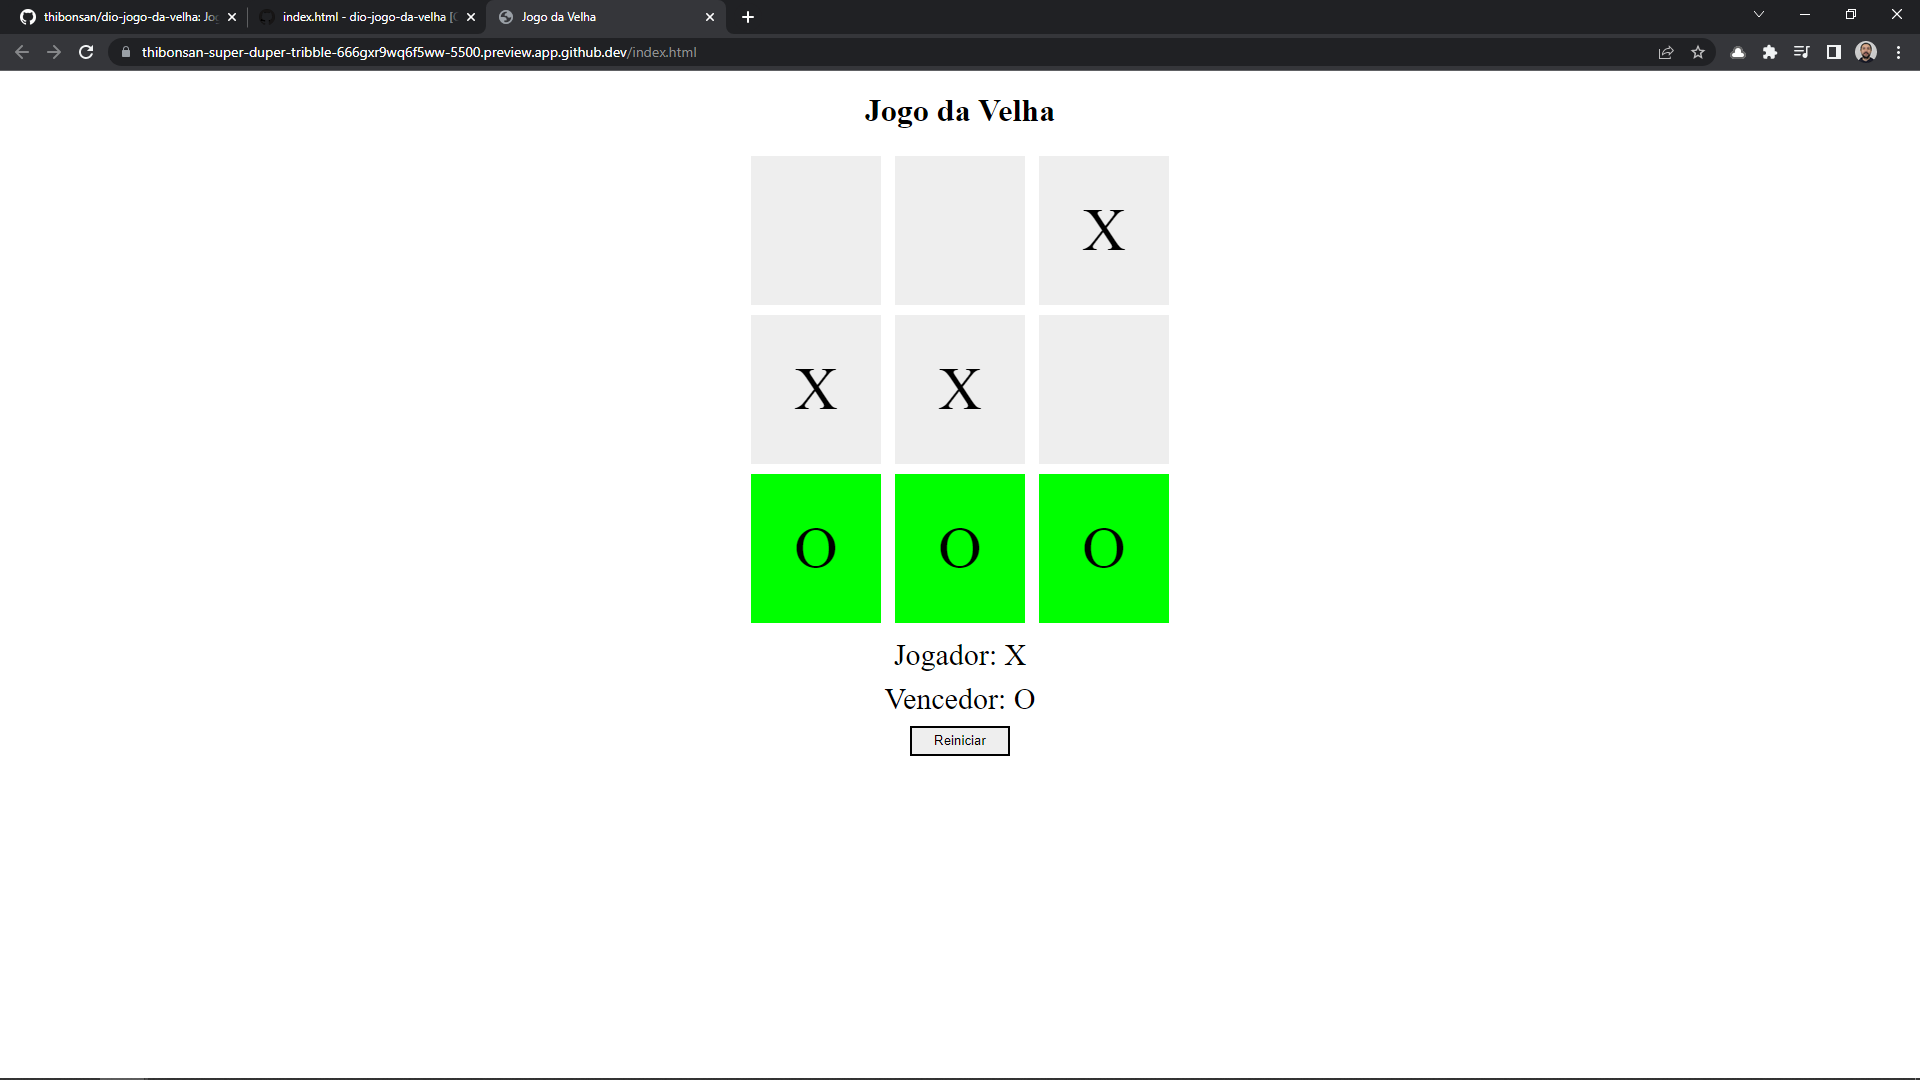 thibonsan/dio-jogo-da-velha: Jo
index.html - dio-jogo-da-velha [C
Jogo da Velha
thibonsan-super-duper-tribble-666gxr9wq6f5ww-5500.preview.app.github.dev/index.html
Jogo da Velha
X
X X
O O O
Jogador: X
Vencedor: O
Reiniciar